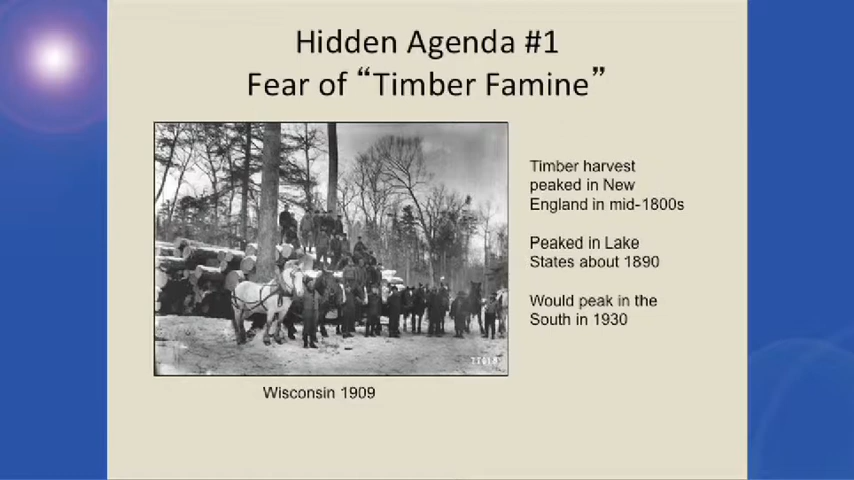 Hidden Agenda #1
Fear of “Timber Famine”
Timber harvest
peaked in New
England in mid-1800s
Peaked in Lake
States about 1890
Would peak in the
South in 1930
Wisconsin 1909